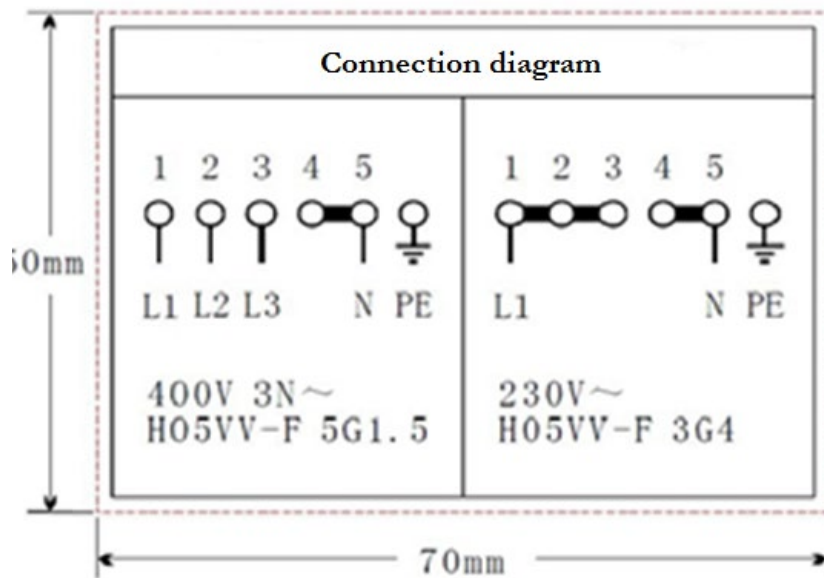 Connection diagram
1 2 3 4 5
L1 L2 L3 N PE
400V 3N～
H05VV-F 5G1.5
1 2 3 4 5
L1 N PE
230V～
H05VV-F 3G4
70mm